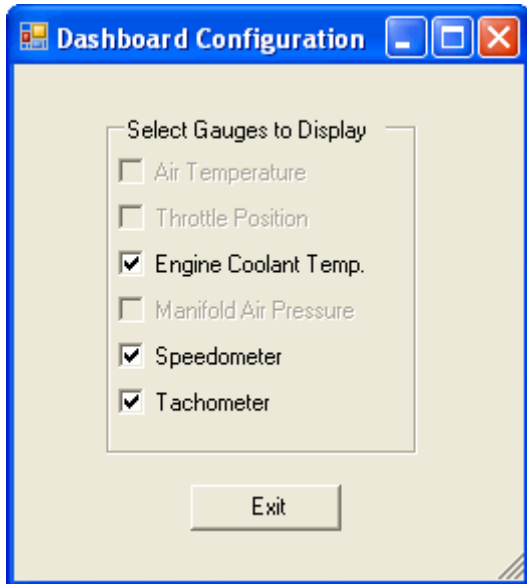 Dashboard Configuration
Select Gauges to Display
Air Temperature
Throttle Position
Engine Coolant Temp.
Manifold Air Pressure
Speedometer
Tachometer
Exit